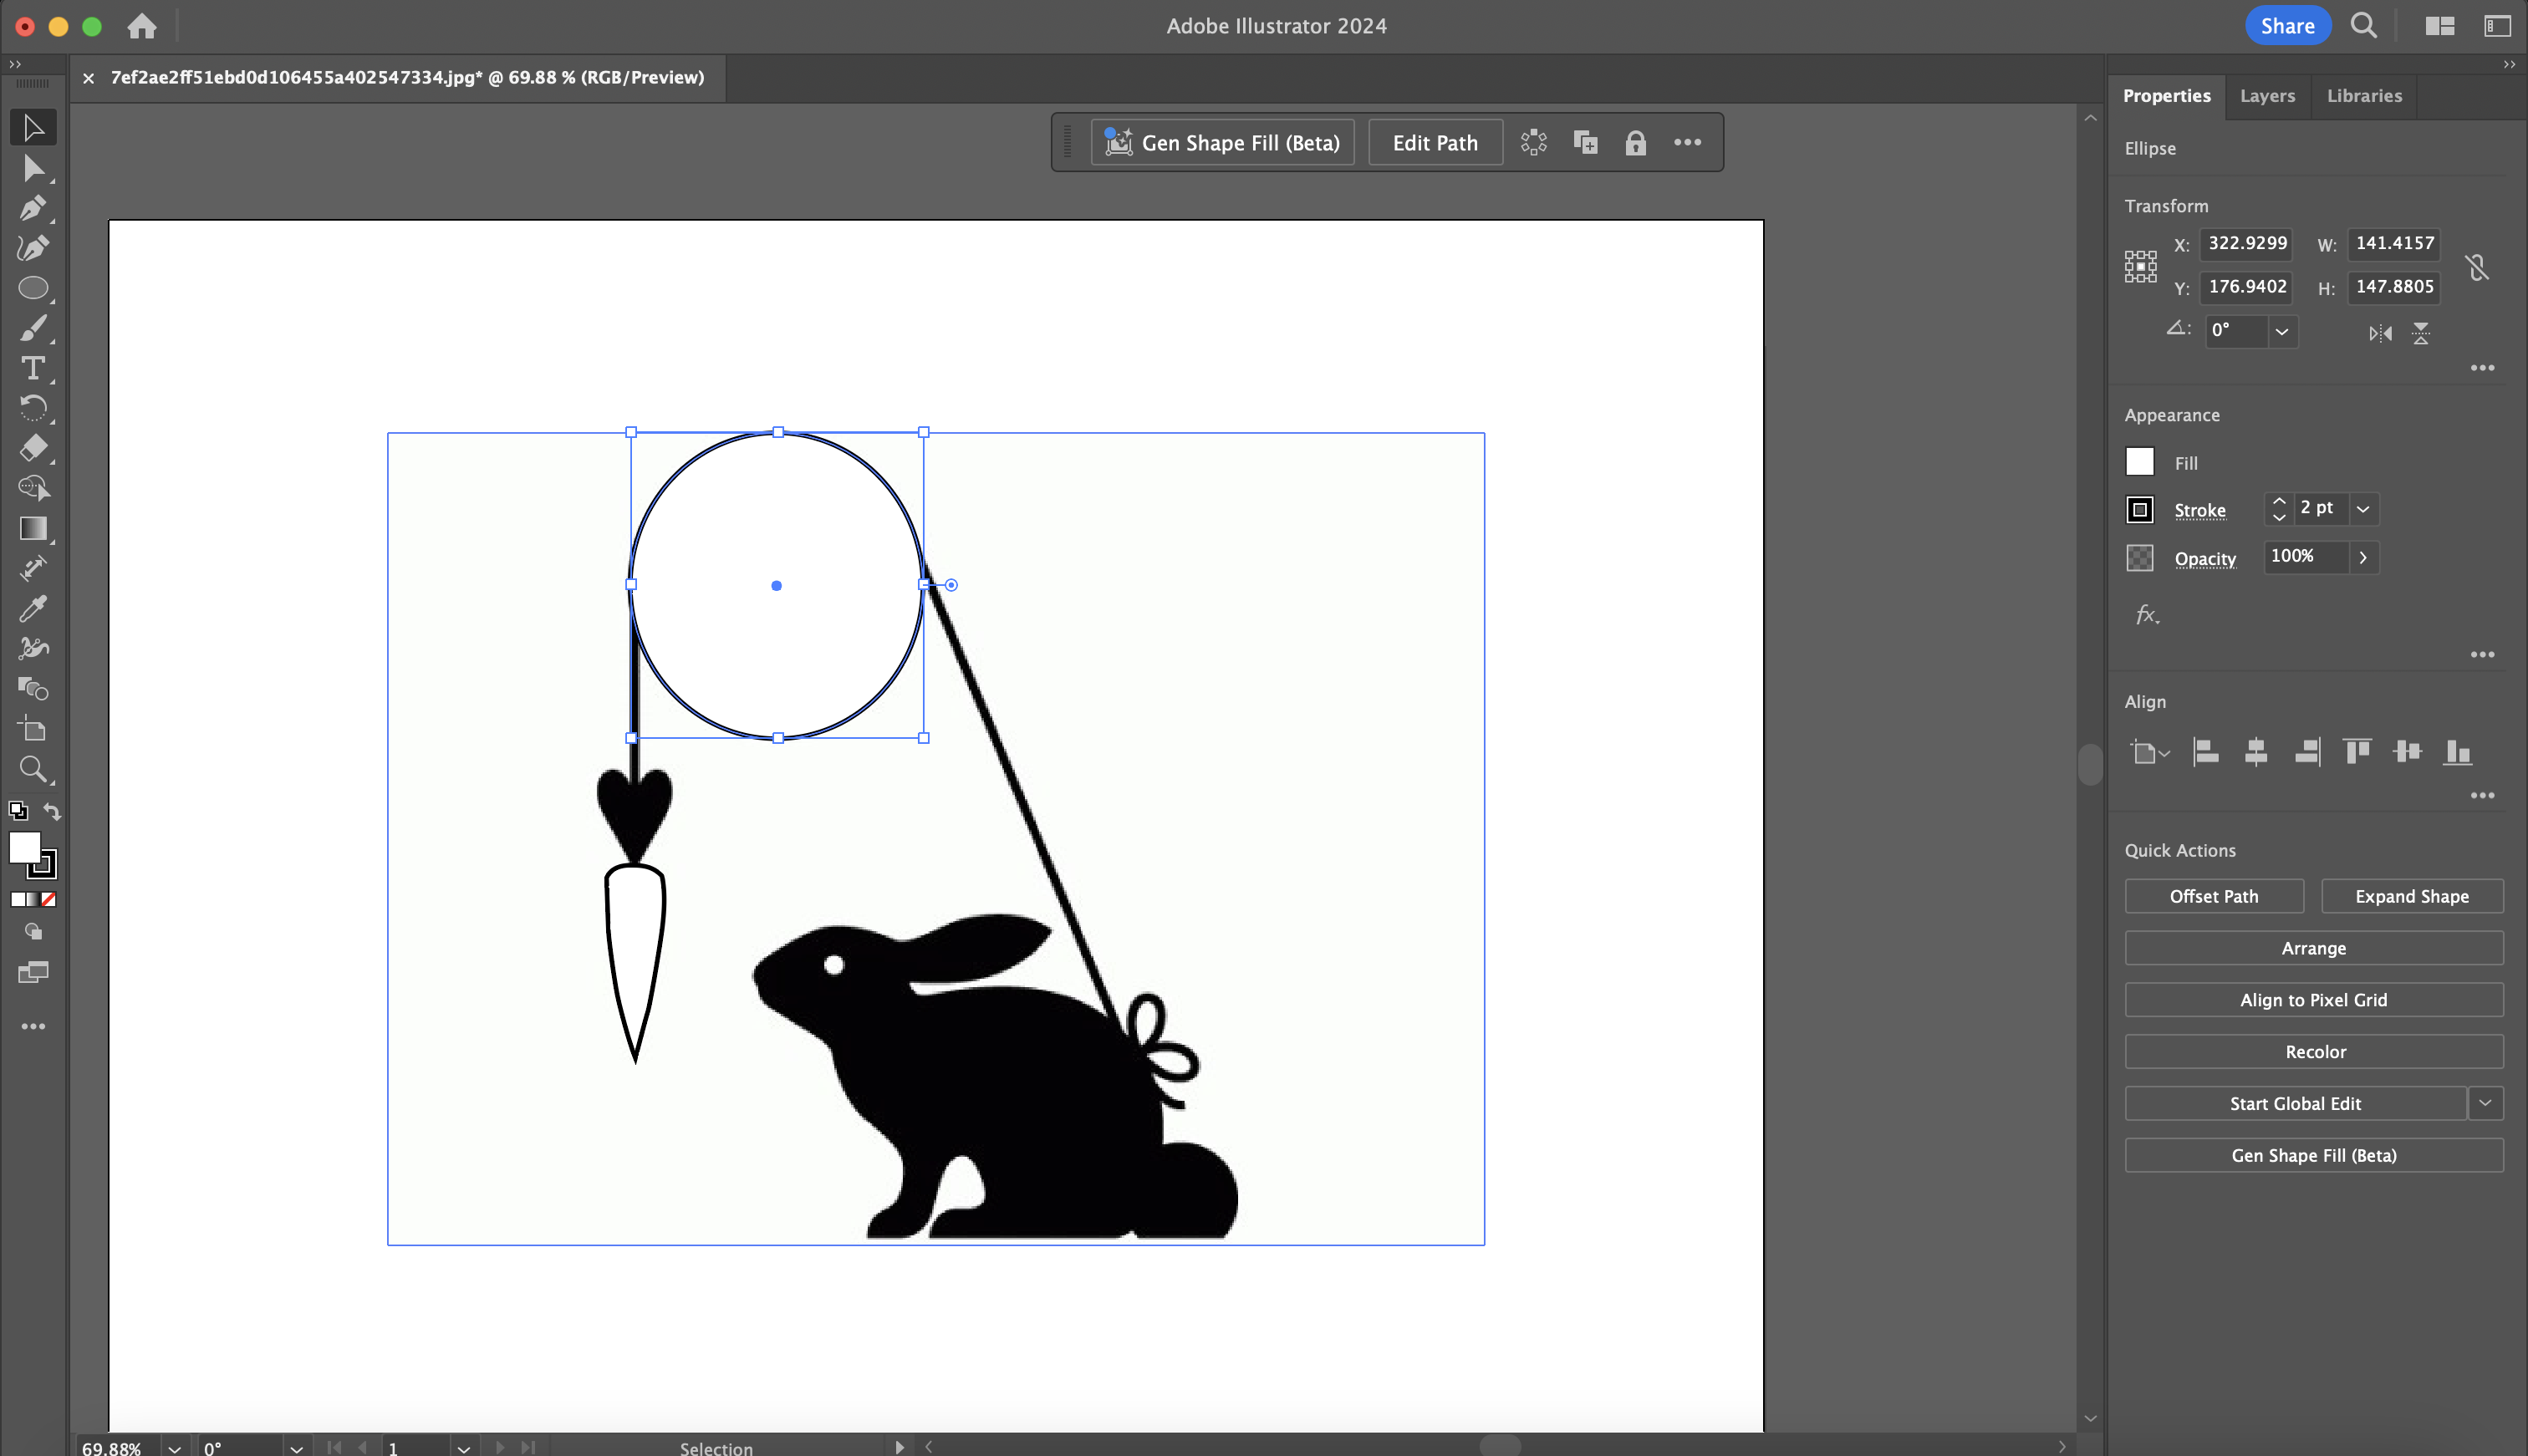 Adobe Illustrator 2024
Share
7ef2ae2ff51ebd0d106455a402547334.jpg* @ 69.88 % (RGB/Preview)
Gen Shape Fill (Beta)
Edit Path
Properties
Layers
Libraries
Ellipse
Transform
X: 322.9299 W: 141.4157
Y: 176.9402 H: 147.8805
0°
Appearance
Fill
Stroke 2 pt
Opacity 100%
fx
Align
Quick Actions
Offset Path
Expand Shape
Arrange
Align to Pixel Grid
Recolor
Start Global Edit
Gen Shape Fill (Beta)
69.88% 0° 1 Selection